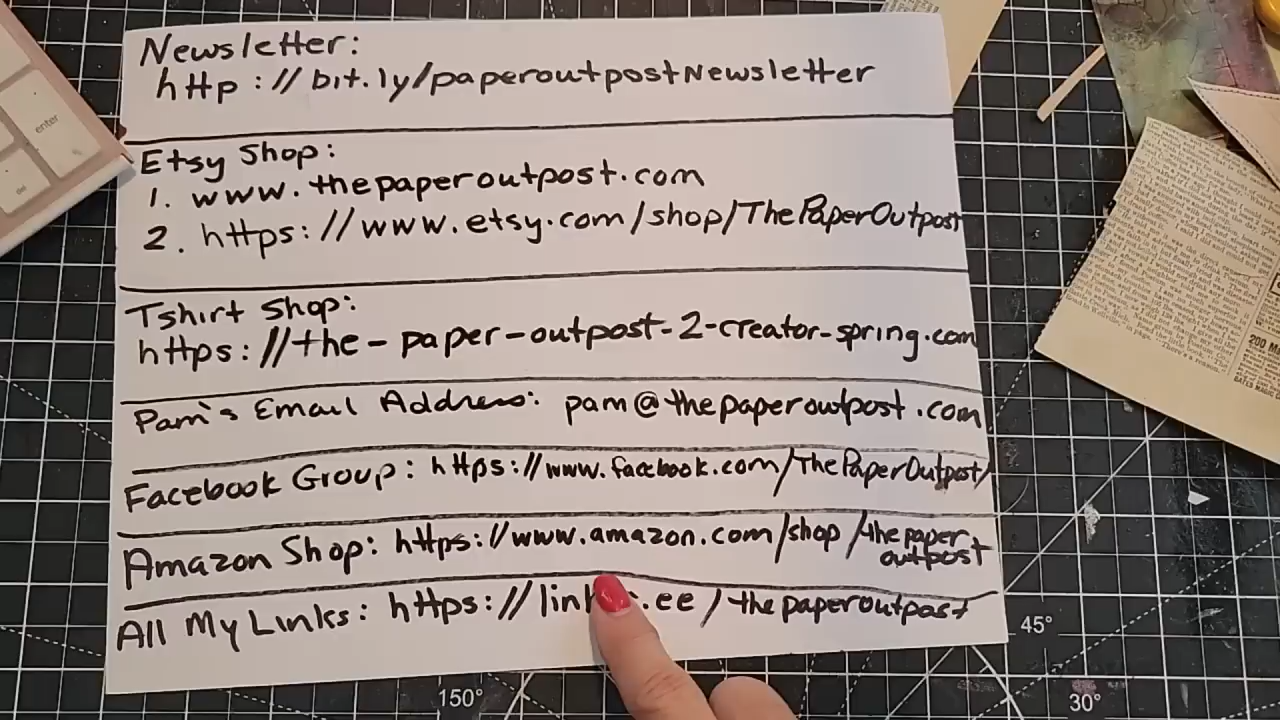 Newsletter:
http://bit.ly/paperoutpostNewsletter
Etsy Shop:
1. www.thepaperoutpost.com
2. https://www.etsy.com/shop/ThePaperOutpost
Tshirt Shop:
https://the-paper-outpost-2-creator-spring.com
Pam's Email Address: pam@thepaperoutpost.com
Facebook Group: https://www.facebook.com/ThePaperOutpost/
Amazon Shop: https://www.amazon.com/shop/thepaper
outpost
All My Links: https://
.ee/thepaperoutpost
enter
45°
150°
30°